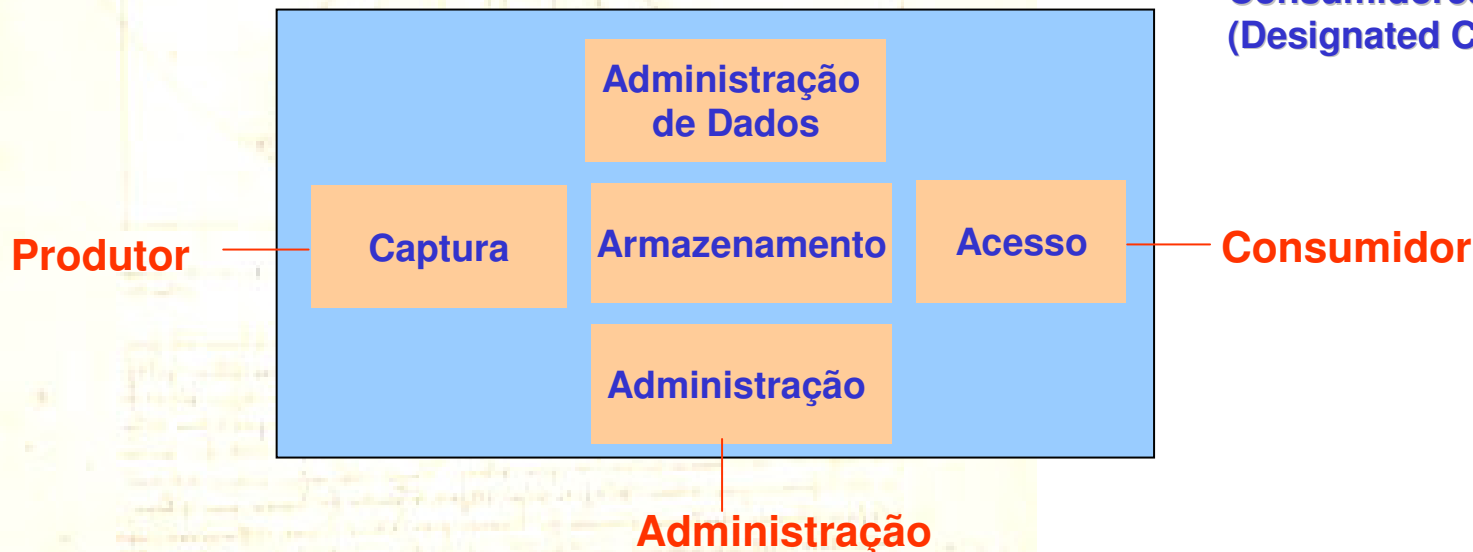 (Designated C
Administração
de Dados
Produtor
Captura
Armazenamento
Acesso
Consumidor
Administração
Administração